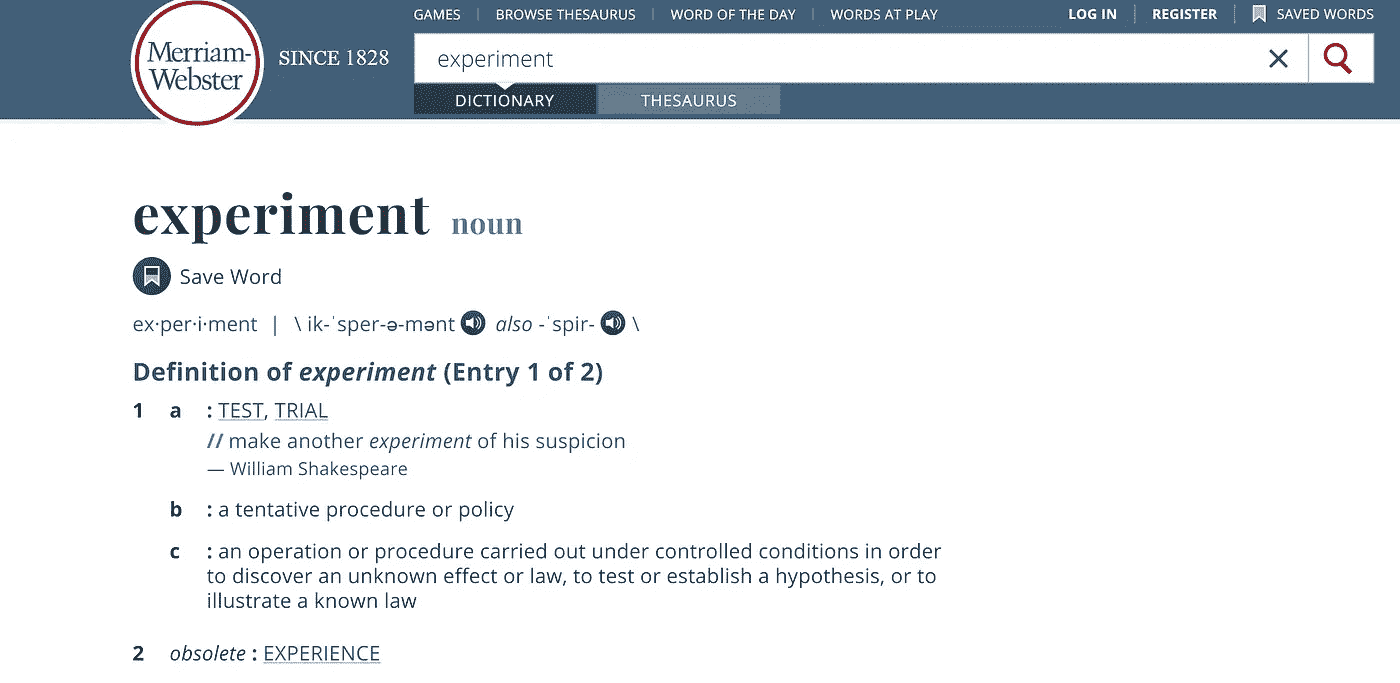 GAMES | BROWSE THESAURUS | WORD OF THE DAY | WORDS AT PLAY LOG IN | REGISTER | SAVED WORDS
Merriam-
Webster
SINCE 1828
experiment
DICTIONARY THESAURUS
experiment noun
Save Word
ex·per·i·ment | \ ik-ˈsper-ə-mənt also -ˈspir- \
Definition of experiment (Entry 1 of 2)
1 a : TEST, TRIAL
// make another experiment of his suspicion
— William Shakespeare
b : a tentative procedure or policy
c : an operation or procedure carried out under controlled conditions in order
to discover an unknown effect or law, to test or establish a hypothesis, or to
illustrate a known law
2 obsolete : EXPERIENCE